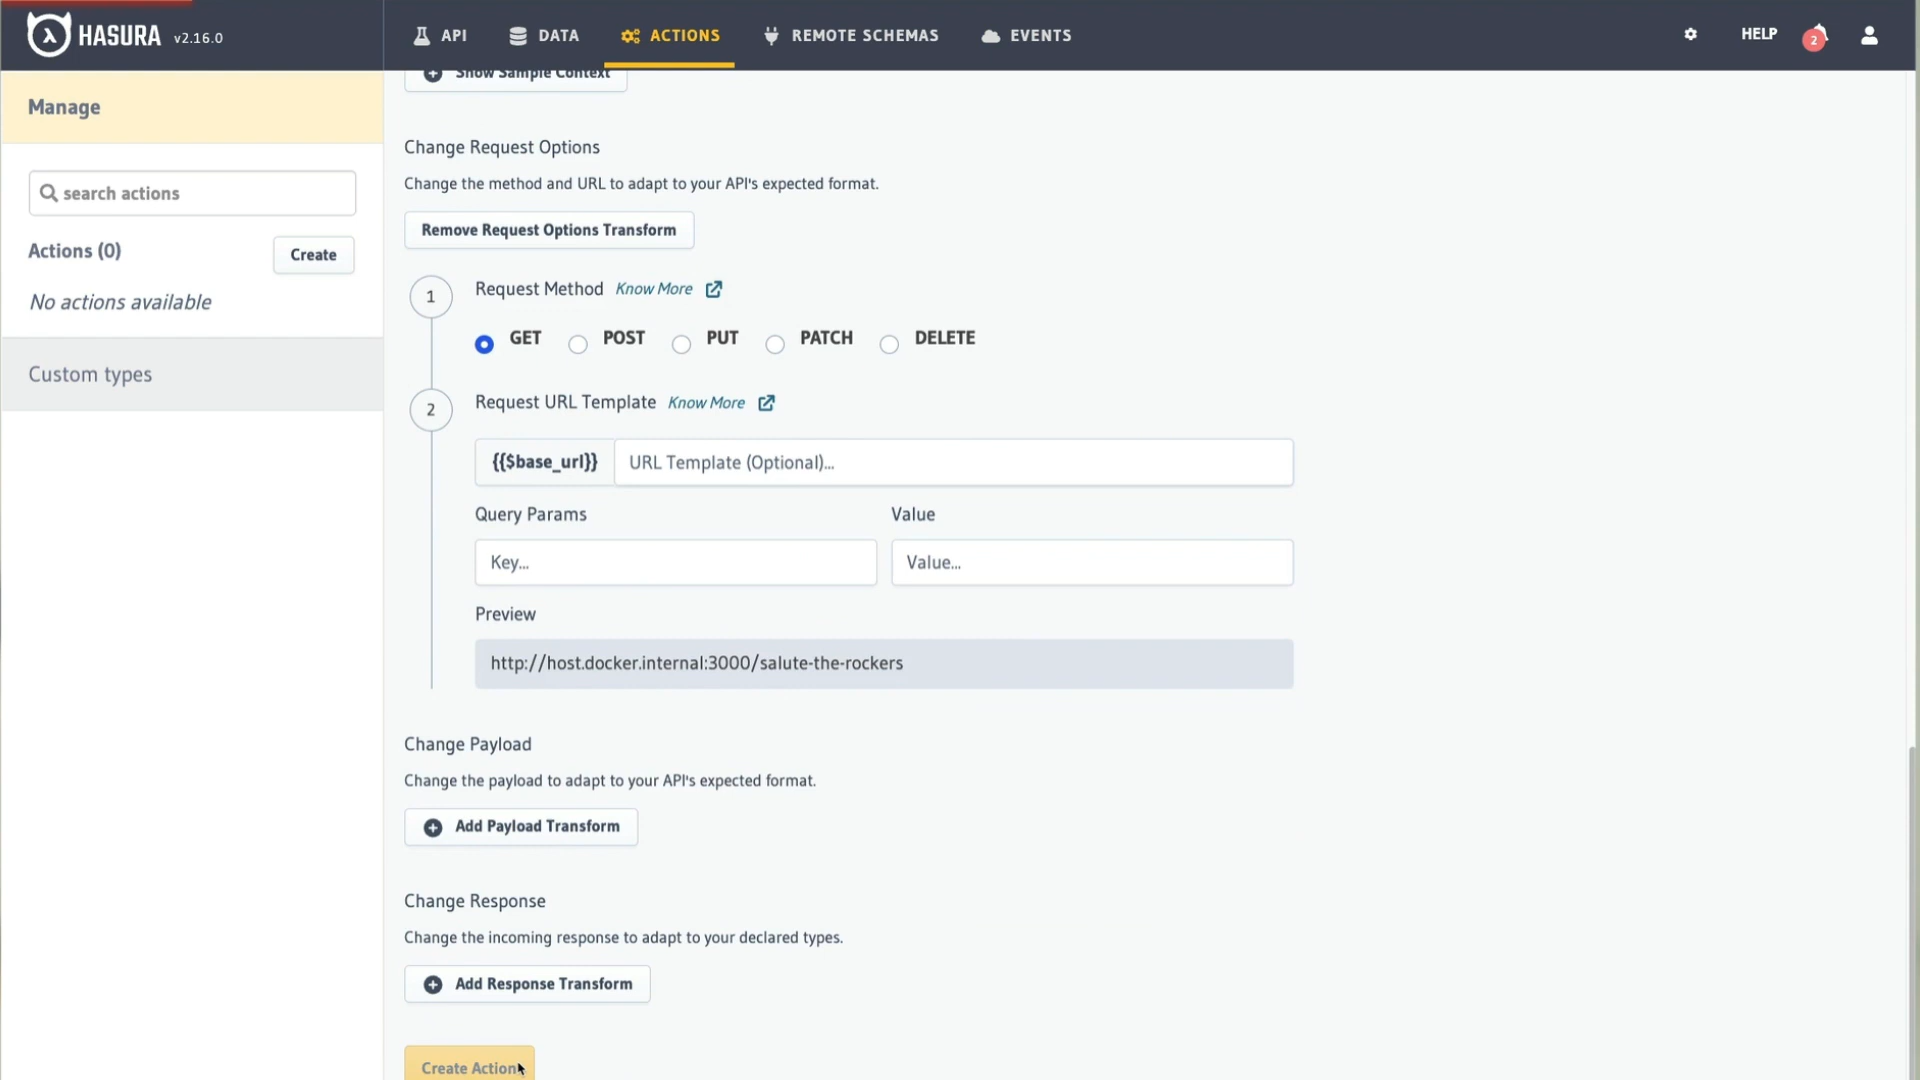 HASURA v2.16.0
API
DATA
ACTIONS
REMOTE SCHEMAS
EVENTS
HELP
2
Manage
search actions
Actions (0)
Create
No actions available
Custom types
Show Sample Context
Change Request Options
Change the method and URL to adapt to your API's expected format.
Remove Request Options Transform
1
Request Method Know More
GET POST PUT PATCH DELETE
2
Request URL Template Know More
{{$base_url}} URL Template (Optional)...
Query Params Value
Key... Value...
Preview
http://host.docker.internal:3000/salute-the-rockers
Change Payload
Change the payload to adapt to your API's expected format.
Add Payload Transform
Change Response
Change the incoming response to adapt to your declared types.
Add Response Transform
Create Action